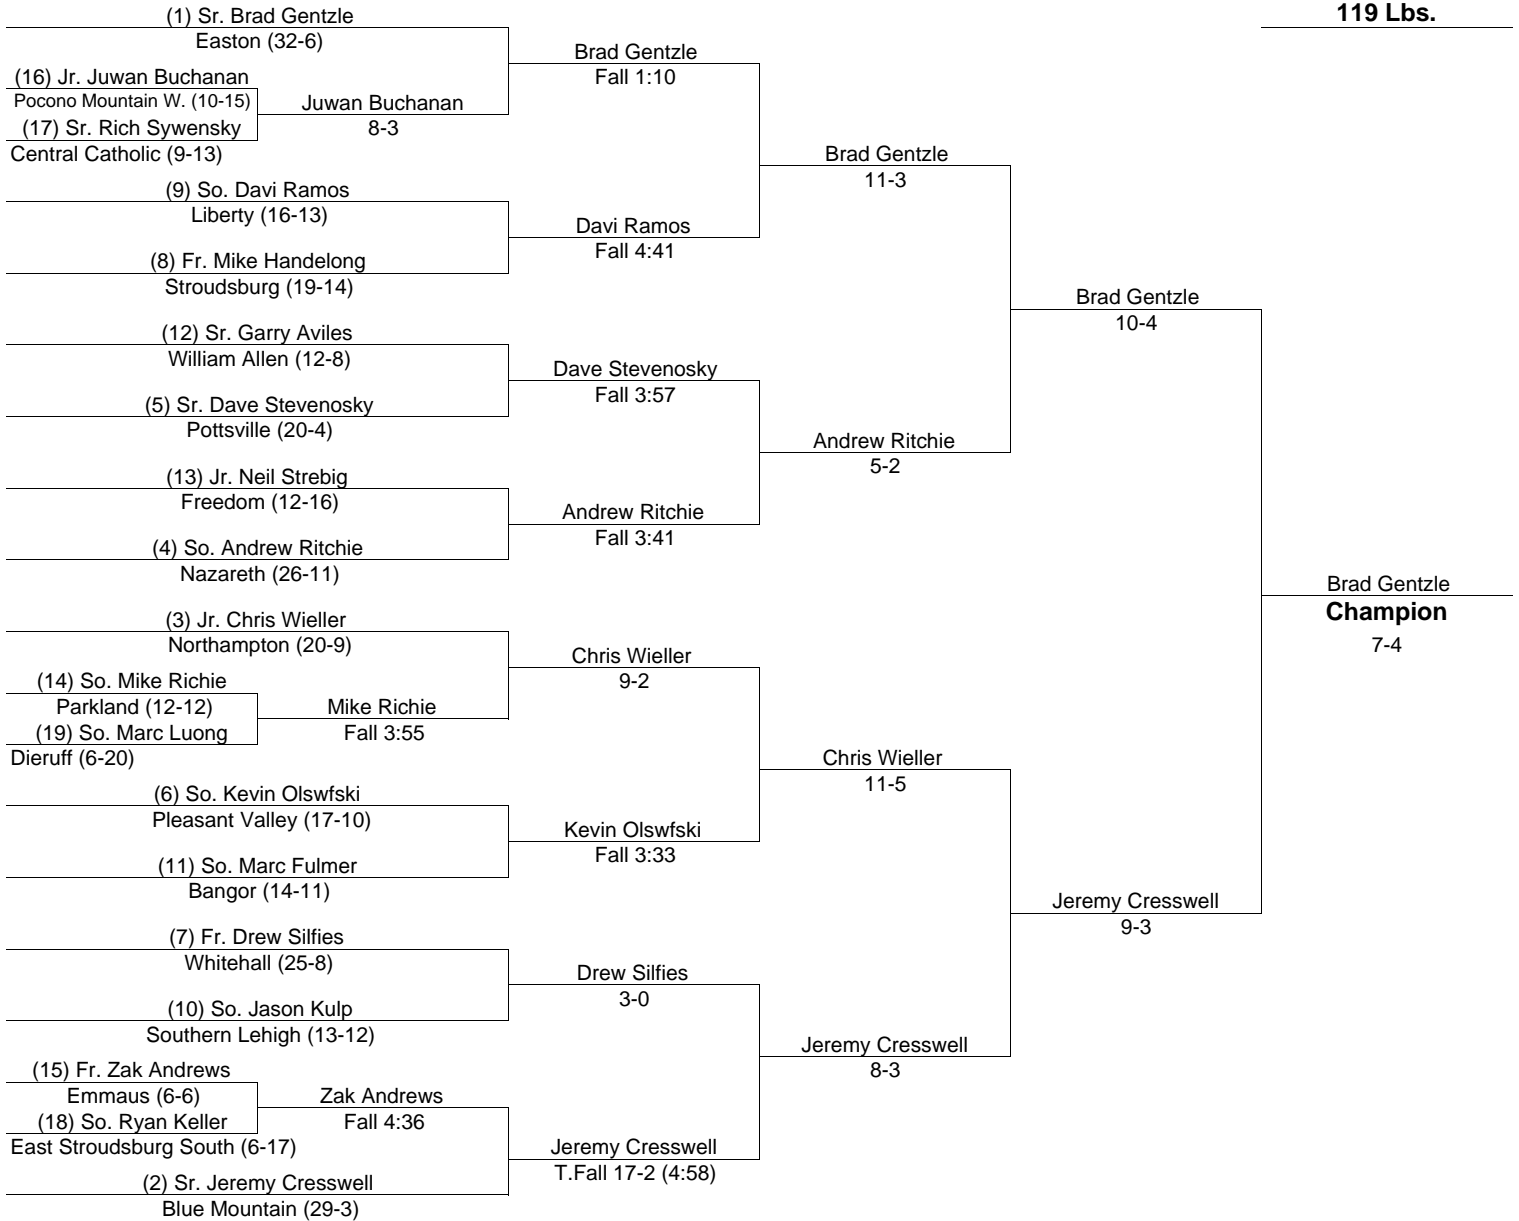 119 Lbs.
(1) Sr. Brad Gentzle
Easton (32-6)
(16) Jr. Juwan Buchanan
Pocono Mountain W. (10-15)
(17) Sr. Rich Sywensky
Central Catholic (9-13)
Juwan Buchanan
8-3
Brad Gentzle
Fall 1:10
(9) So. Davi Ramos
Liberty (16-13)
(8) Fr. Mike Handelong
Stroudsburg (19-14)
Davi Ramos
Fall 4:41
Brad Gentzle
11-3
(12) Sr. Garry Aviles
William Allen (12-8)
(5) Sr. Dave Stevenosky
Pottsville (20-4)
Dave Stevenosky
Fall 3:57
(13) Jr. Neil Strebig
Freedom (12-16)
(4) So. Andrew Ritchie
Nazareth (26-11)
Andrew Ritchie
Fall 3:41
Andrew Ritchie
5-2
Brad Gentzle
10-4
(3) Jr. Chris Wieller
Northampton (20-9)
(14) So. Mike Richie
Parkland (12-12)
(19) So. Marc Luong
Dieruff (6-20)
Mike Richie
Fall 3:55
Chris Wieller
9-2
(6) So. Kevin Olswfski
Pleasant Valley (17-10)
(11) So. Marc Fulmer
Bangor (14-11)
Kevin Olswfski
Fall 3:33
Chris Wieller
11-5
(7) Fr. Drew Silfies
Whitehall (25-8)
(10) So. Jason Kulp
Southern Lehigh (13-12)
Drew Silfies
3-0
(15) Fr. Zak Andrews
Emmaus (6-6)
(18) So. Ryan Keller
East Stroudsburg South (6-17)
Zak Andrews
Fall 4:36
(2) Sr. Jeremy Cresswell
Blue Mountain (29-3)
Jeremy Cresswell
T.Fall 17-2 (4:58)
Jeremy Cresswell
8-3
Jeremy Cresswell
9-3
Brad Gentzle
Champion
7-4